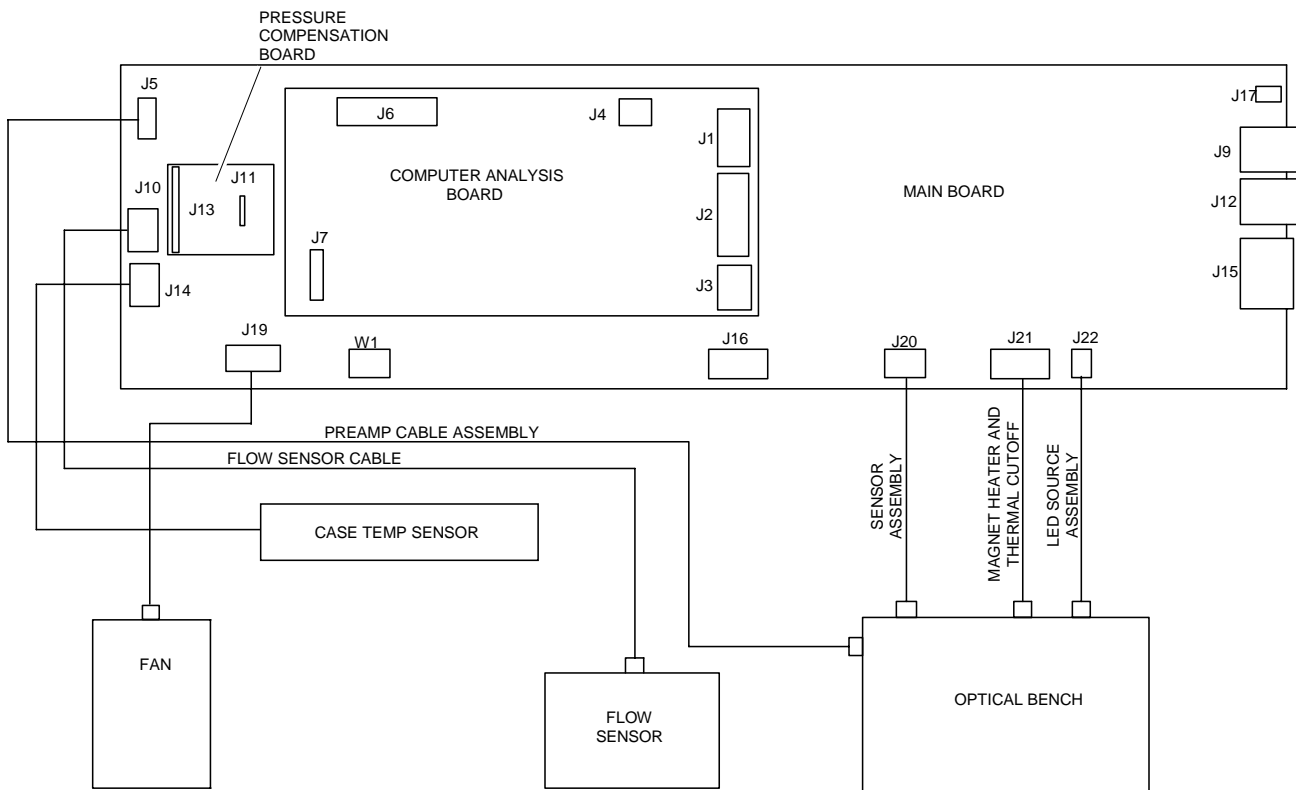 PRESSURE
COMPENSATION
BOARD
J5
J6
J4
J17
J1
J9
J11
J10
COMPUTER ANALYSIS
BOARD
MAIN BOARD
J13
J12
J2
J7
J14
J3
J15
J19
W1
J16
J20
J21
J22
PREAMP CABLE ASSEMBLY
FLOW SENSOR CABLE
SENSOR
ASSEMBLY
MAGNET HEATER AND
THERMAL CUTOFF
LED SOURCE
ASSEMBLY
CASE TEMP SENSOR
FAN
FLOW
SENSOR
OPTICAL BENCH